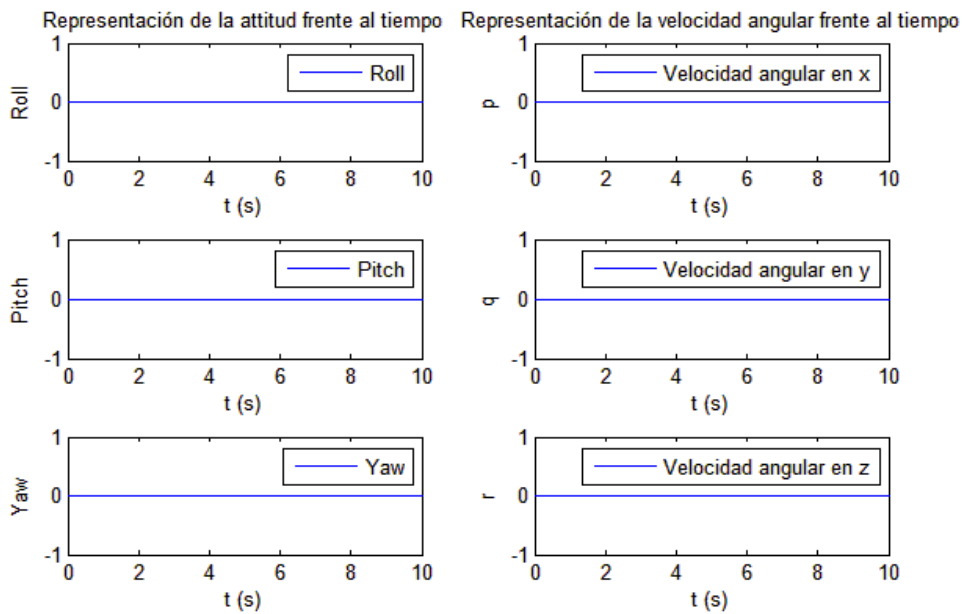 Representación de la attitud frente al tiempo
1
0
-1
Roll
Roll
0 2 4 6 8 10
t (s)
Representación de la velocidad angular frente al tiempo
1
0
-1
p
Velocidad angular en x
0 2 4 6 8 10
t (s)
1
0
-1
Pitch
Pitch
0 2 4 6 8 10
t (s)
1
0
-1
q
Velocidad angular en y
0 2 4 6 8 10
t (s)
1
0
-1
Yaw
Yaw
0 2 4 6 8 10
t (s)
1
0
-1
r
Velocidad angular en z
0 2 4 6 8 10
t (s)